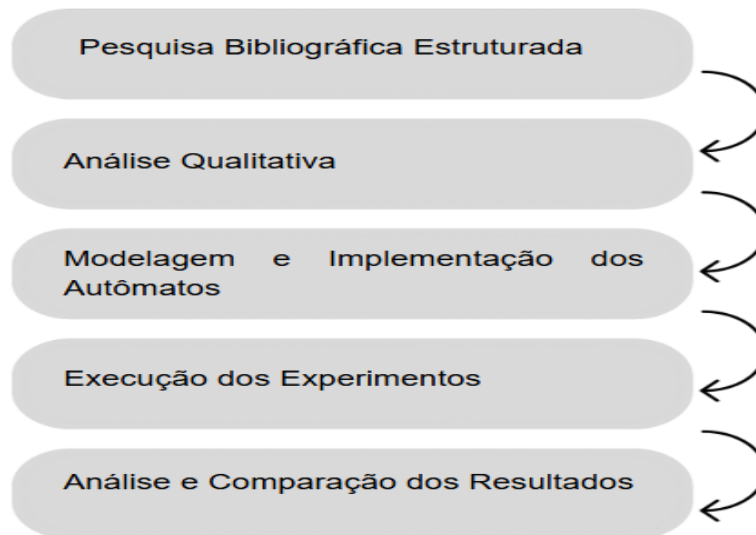 Pesquisa Bibliográfica Estruturada
Análise Qualitativa
Modelagem e Implementação dos
Autômatos
Execução dos Experimentos
Análise e Comparação dos Resultados